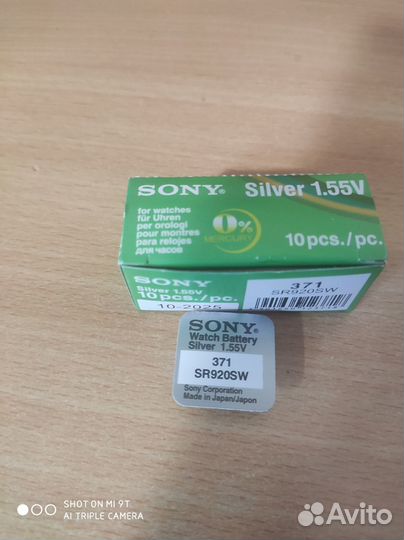 SONY®
Silver 1.55V
for watches
für Uhren
per orologi
pour montres
para relojes
для часов
0%
MERCURY
10 pcs./pc.
SONY
Silver 1.55V
10 pcs./pc.
10-2025
371
SR920SW
SONY®
Watch Battery
Silver 1.55V
371
SR920SW
Sony Corporation
Made in Japan/Japon
SHOT ON MI 9T
AI TRIPLE CAMERA
Avito